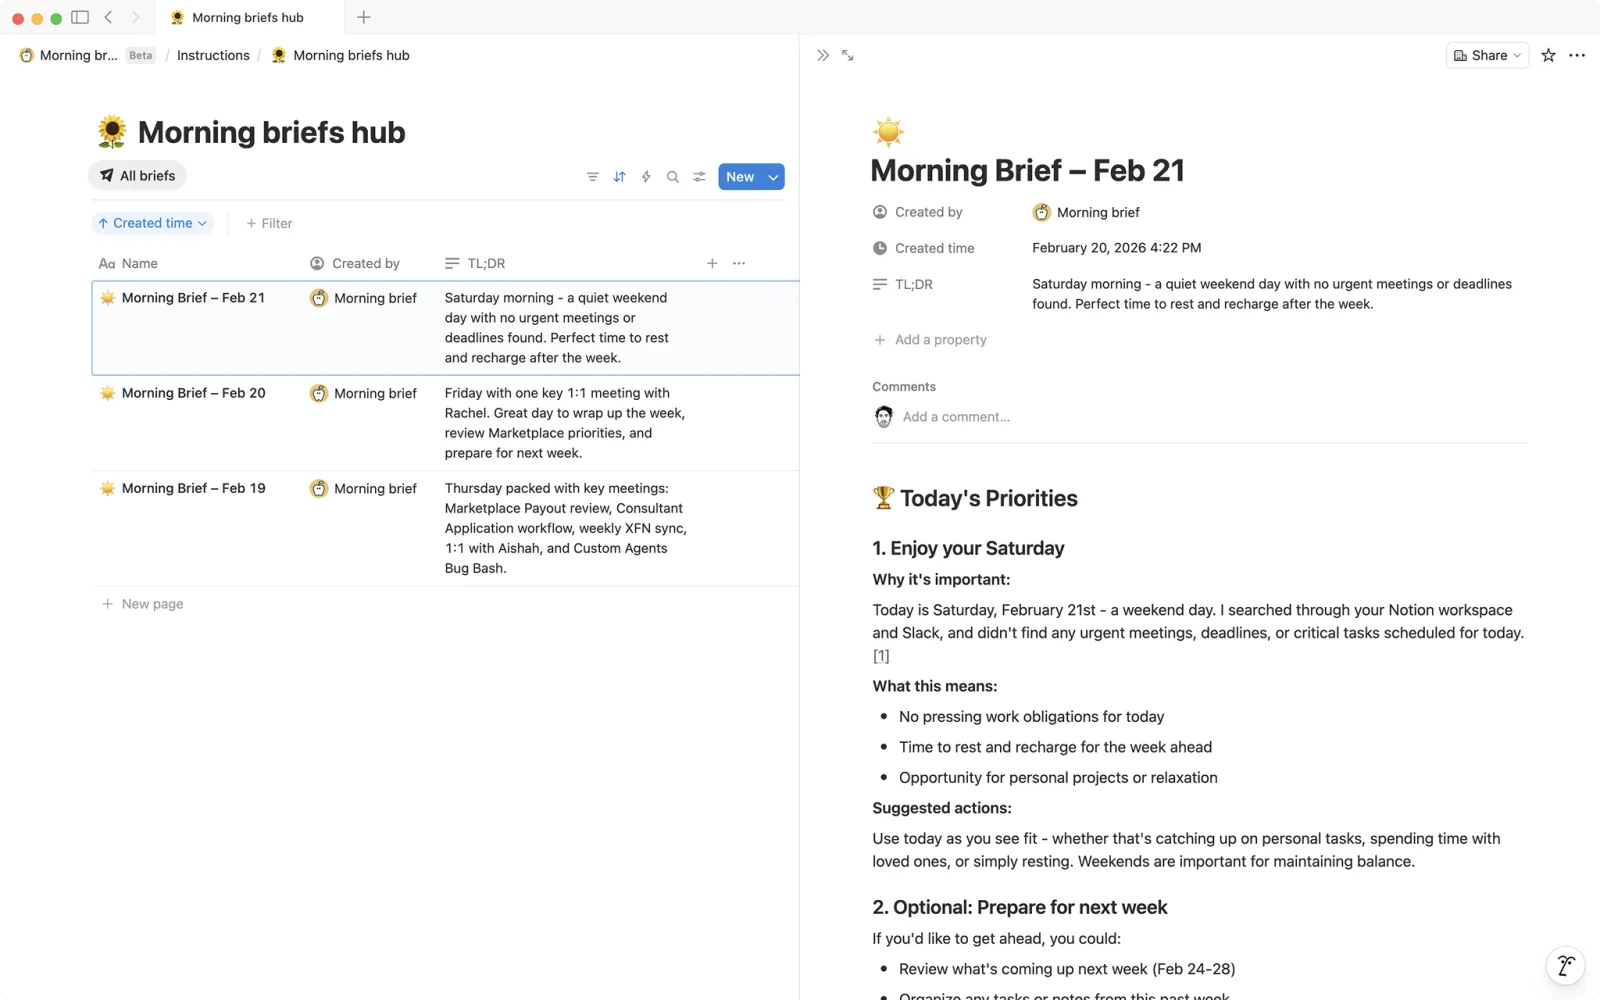 Morning briefs hub
Morning br... Beta / Instructions / Morning briefs hub
Morning briefs hub
All briefs
New
Created time
Filter
Aa Name
Created by
TL;DR
Morning Brief – Feb 21
Morning brief
Saturday morning - a quiet weekend
day with no urgent meetings or
deadlines found. Perfect time to rest
and recharge after the week.
Morning Brief – Feb 20
Morning brief
Friday with one key 1:1 meeting with
Rachel. Great day to wrap up the week,
review Marketplace priorities, and
prepare for next week.
Morning Brief – Feb 19
Morning brief
Thursday packed with key meetings:
Marketplace Payout review, Consultant
Application workflow, weekly XFN sync,
1:1 with Aishah, and Custom Agents
Bug Bash.
New page
Share
Morning Brief – Feb 21
Created by
Morning brief
Created time
February 20, 2026 4:22 PM
TL;DR
Saturday morning - a quiet weekend day with no urgent meetings or deadlines
found. Perfect time to rest and recharge after the week.
Add a property
Comments
Add a comment...
Today's Priorities
1. Enjoy your Saturday
Why it's important:
Today is Saturday, February 21st - a weekend day. I searched through your Notion workspace
and Slack, and didn't find any urgent meetings, deadlines, or critical tasks scheduled for today.
[1]
What this means:
• No pressing work obligations for today
• Time to rest and recharge for the week ahead
• Opportunity for personal projects or relaxation
Suggested actions:
Use today as you see fit - whether that's catching up on personal tasks, spending time with
loved ones, or simply resting. Weekends are important for maintaining balance.
2. Optional: Prepare for next week
If you'd like to get ahead, you could:
• Review what's coming up next week (Feb 24-28)
• Organize any tasks or notes from this past week